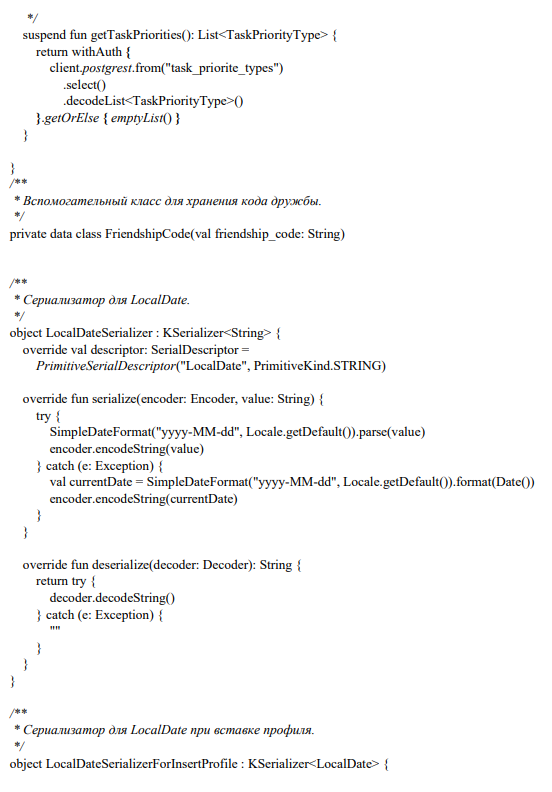 */
suspend fun getTaskPriorities(): List<TaskPriorityType> {
return withAuth {
client.postgrest.from("task_priorite_types")
.select()
.decodeList<TaskPriorityType>()
}.getOrElse { emptyList() }
}
}
/**
* Вспомогательный класс для хранения кода дружбы.
*/
private data class FriendshipCode(val friendship_code: String)
/**
* Сериализатор для LocalDate.
*/
object LocalDateSerializer : KSerializer<String> {
override val descriptor: SerialDescriptor =
PrimitiveSerialDescriptor("LocalDate", PrimitiveKind.STRING)
override fun serialize(encoder: Encoder, value: String) {
try {
SimpleDateFormat("yyyy-MM-dd", Locale.getDefault()).parse(value)
encoder.encodeString(value)
} catch (e: Exception) {
val currentDate = SimpleDateFormat("yyyy-MM-dd", Locale.getDefault()).format(Date())
encoder.encodeString(currentDate)
}
}
override fun deserialize(decoder: Decoder): String {
return try {
decoder.decodeString()
} catch (e: Exception) {
""
}
}
}
/**
* Сериализатор для LocalDate при вставке профиля.
*/
object LocalDateSerializerForInsertProfile : KSerializer<LocalDate> {